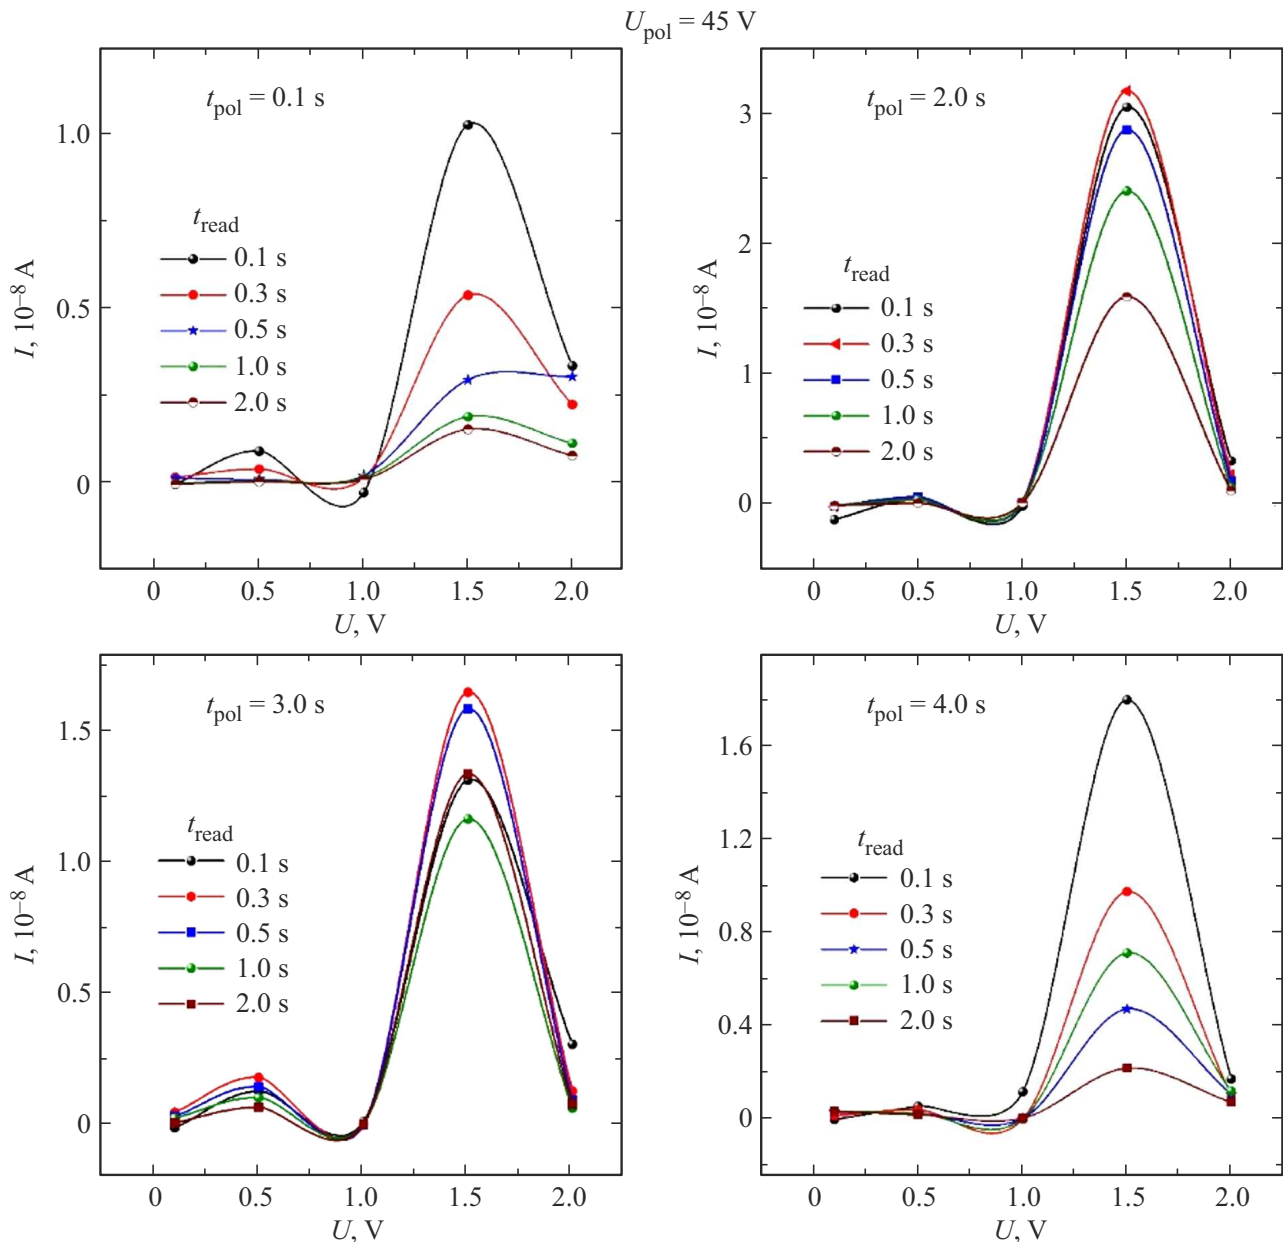 U_pol = 45 V
t_pol = 0.1 s
1.0
0.5
0
I, 10⁻⁸ A
t_read
0.1 s
0.3 s
0.5 s
1.0 s
2.0 s
0 0.5 1.0 1.5 2.0
U, V
t_pol = 2.0 s
3
2
1
0
I, 10⁻⁸ A
t_read
0.1 s
0.3 s
0.5 s
1.0 s
2.0 s
0 0.5 1.0 1.5 2.0
U, V
t_pol = 3.0 s
1.5
1.0
0.5
0
I, 10⁻⁸ A
t_read
0.1 s
0.3 s
0.5 s
1.0 s
2.0 s
0 0.5 1.0 1.5 2.0
U, V
t_pol = 4.0 s
1.6
1.2
0.8
0.4
0
I, 10⁻⁸ A
t_read
0.1 s
0.3 s
0.5 s
1.0 s
2.0 s
0 0.5 1.0 1.5 2.0
U, V